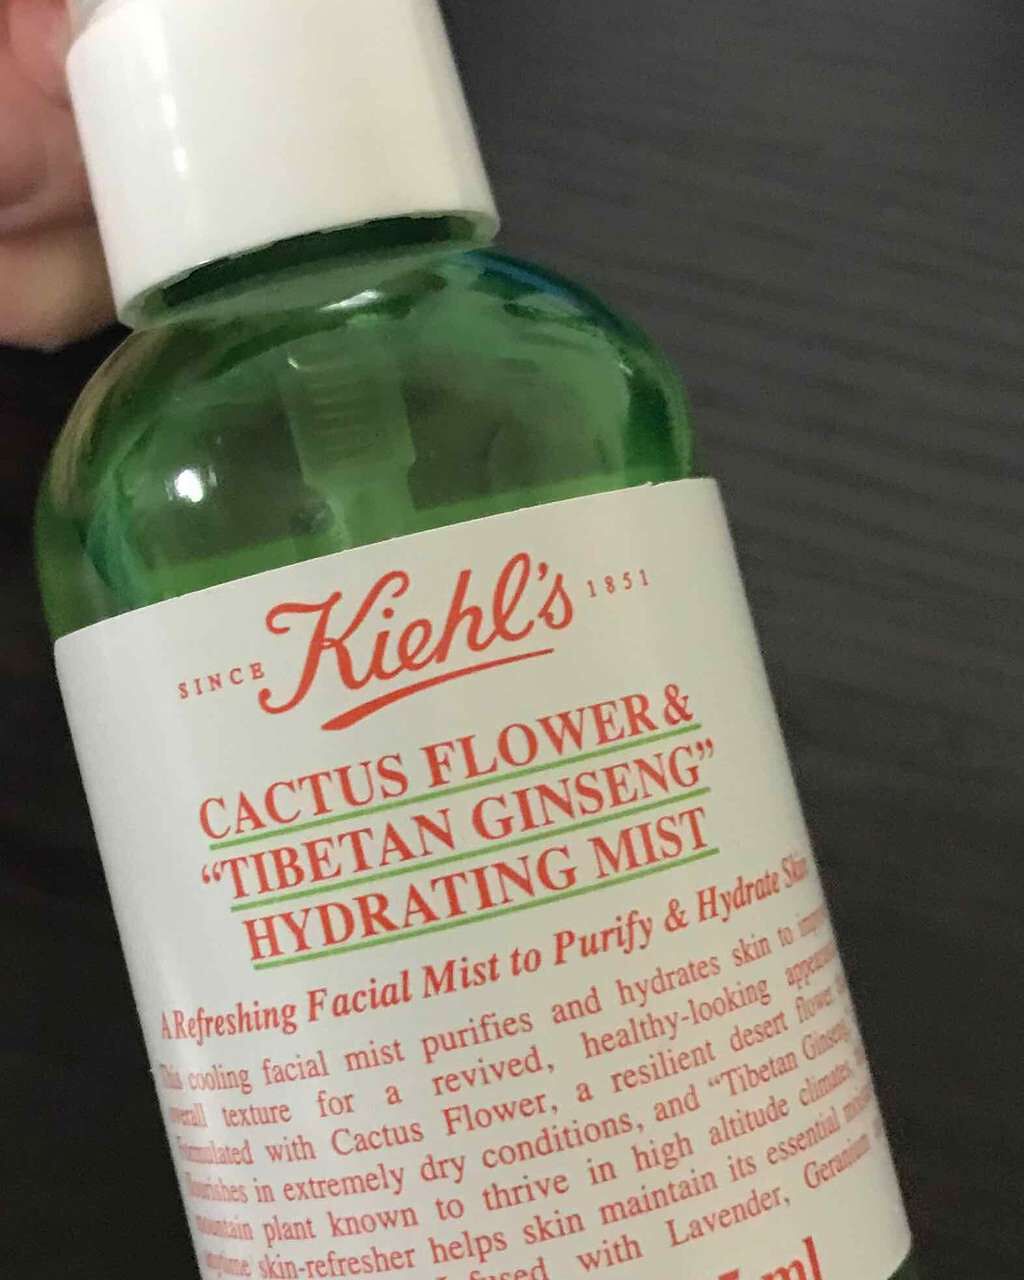 SINCE Kiehl's 1851
CACTUS FLOWER &
“TIBETAN GINSENG”
HYDRATING MIST
A Refreshing Facial Mist to Purify & Hydrate Skin
This cooling facial mist purifies and hydrates skin to
overall texture for a revived, healthy-looking
formulated with Cactus Flower, a resilient desert flower
flourishes in extremely dry conditions, and “Tibetan Ginseng
mountain plant known to thrive in high altitude climates.
anytime skin-refresher helps skin maintain its essential
with Lavender, Geranium
ml